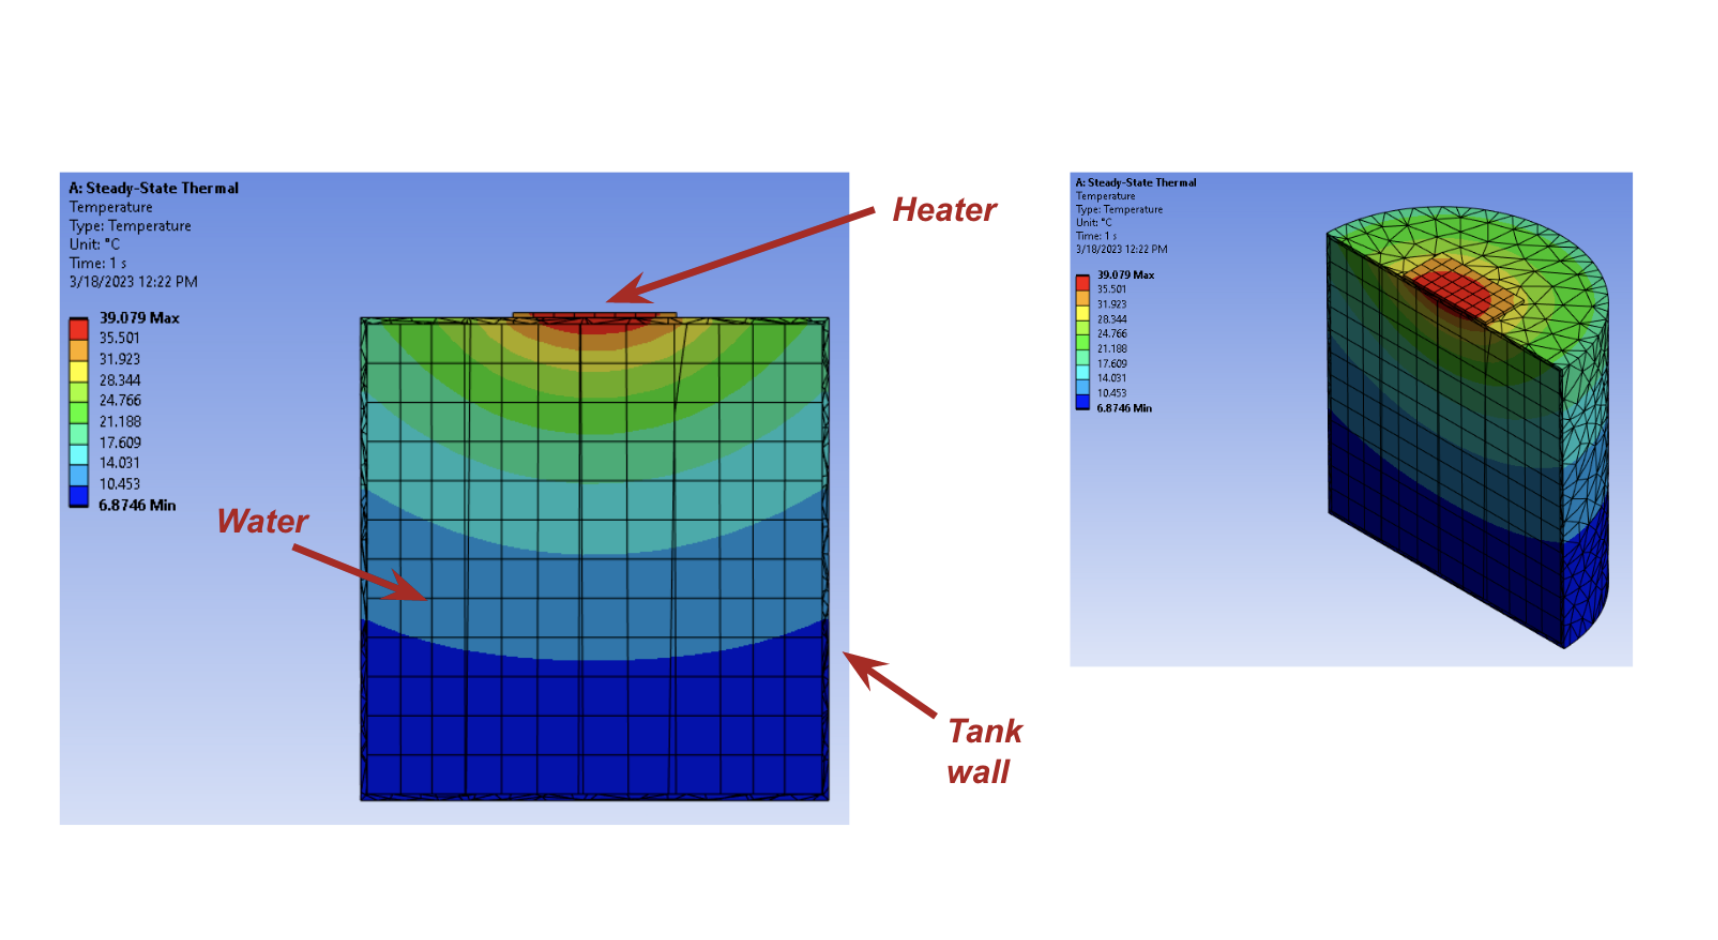 A: Steady-State Thermal
Temperature
Type: Temperature
Unit: °C
Time: 1 s
3/18/2023 12:22 PM
39.079 Max
35.501
31.923
28.344
24.766
21.188
17.609
14.031
10.453
6.8746 Min
Heater
Water
Tank
wall
A: Steady-State Thermal
Temperature
Type: Temperature
Unit: °C
Time: 1 s
3/18/2023 12:22 PM
39.079 Max
35.501
31.923
28.344
24.766
21.188
17.609
14.031
10.453
6.8746 Min